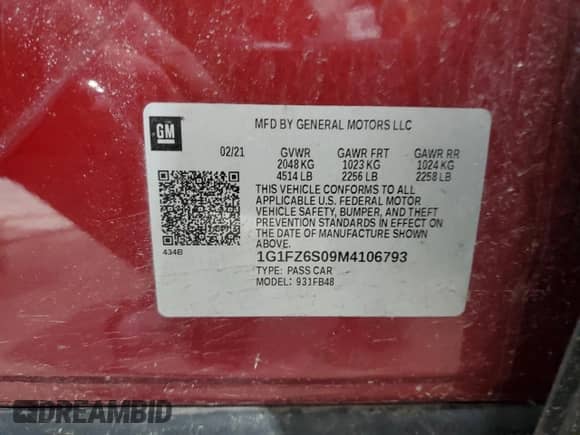 GM
MFD BY GENERAL MOTORS LLC
02/21 GVWR GAWR FRT GAWR RR
2048 KG 1023 KG 1024 KG
4514 LB 2256 LB 2258 LB
THIS VEHICLE CONFORMS TO ALL
APPLICABLE U.S. FEDERAL MOTOR
VEHICLE SAFETY, BUMPER, AND THEFT
PREVENTION STANDARDS IN EFFECT ON
THE DATE OF MANUFACTURE SHOWN
ABOVE.
434B
1G1FZ6S09M4106793
TYPE: PASS CAR
MODEL: 931FB48
DREAMBID